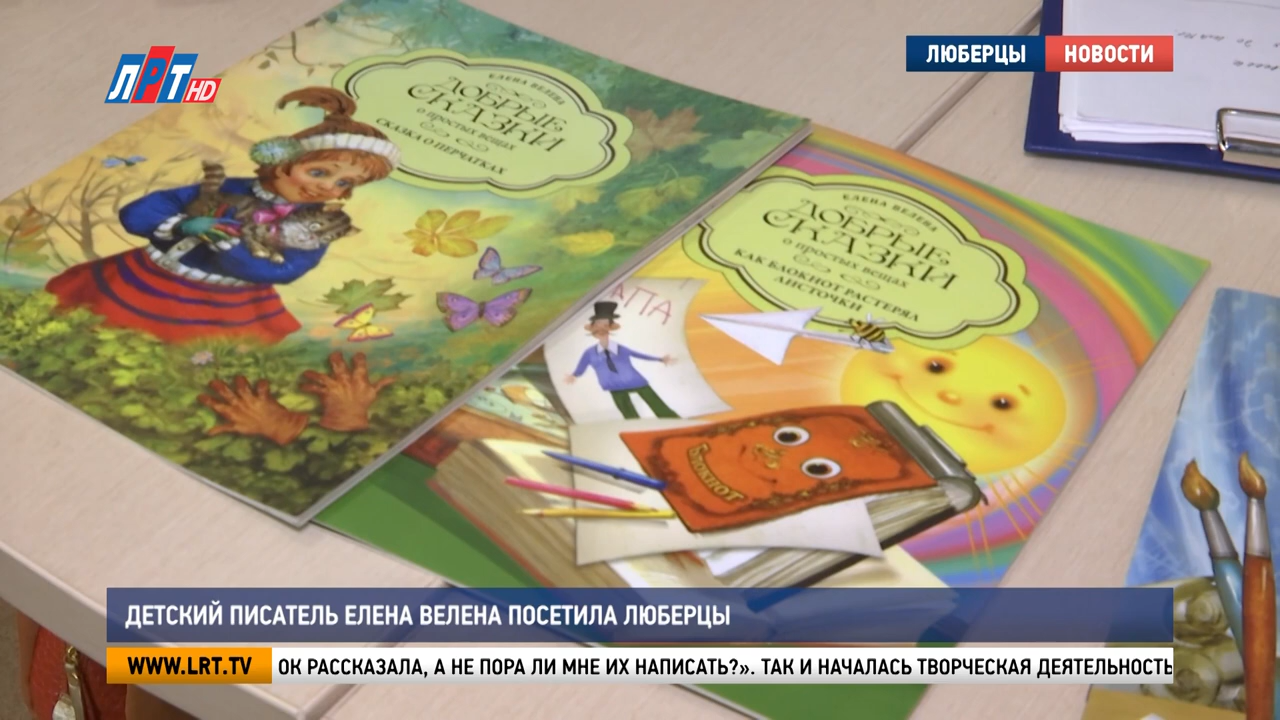 ЛРТ HD
ЛЮБЕРЦЫ НОВОСТИ
ЕЛЕНА ВЕЛЕНА
ДОБРЫЕ
СКАЗКИ
о простых вещах
СКАЗКА О ПЕРЧАТКАХ
ЕЛЕНА ВЕЛЕНА
ДОБРЫЕ
СКАЗКИ
о простых вещах
КАК БЛОКНОТ РАСТЕРЯЛ
ЛИСТОЧКИ
АПА
Блокнот
ДЕТСКИЙ ПИСАТЕЛЬ ЕЛЕНА ВЕЛЕНА ПОСЕТИЛА ЛЮБЕРЦЫ
WWW.LRT.TV ОК РАССКАЗАЛА, А НЕ ПОРА ЛИ МНЕ ИХ НАПИСАТЬ?». ТАК И НАЧАЛАСЬ ТВОРЧЕСКАЯ ДЕЯТЕЛЬНОСТЬ